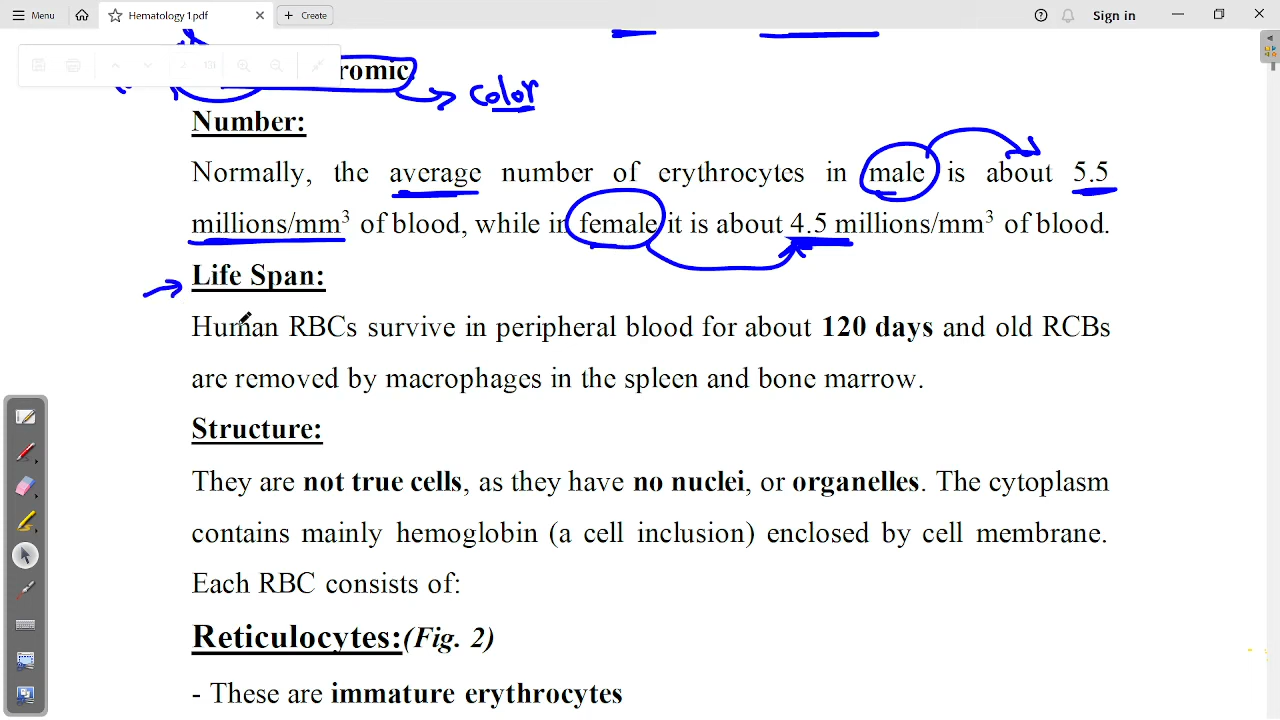 Menu Hematology 1.pdf Create Sign in
romic.
color
Number:
Normally, the average number of erythrocytes in male is about 5.5
millions/mm³ of blood, while in female it is about 4.5 millions/mm³ of blood.
Life Span:
Human RBCs survive in peripheral blood for about 120 days and old RCBs
are removed by macrophages in the spleen and bone marrow.
Structure:
They are not true cells, as they have no nuclei, or organelles. The cytoplasm
contains mainly hemoglobin (a cell inclusion) enclosed by cell membrane.
Each RBC consists of:
Reticulocytes:(Fig. 2)
- These are immature erythrocytes